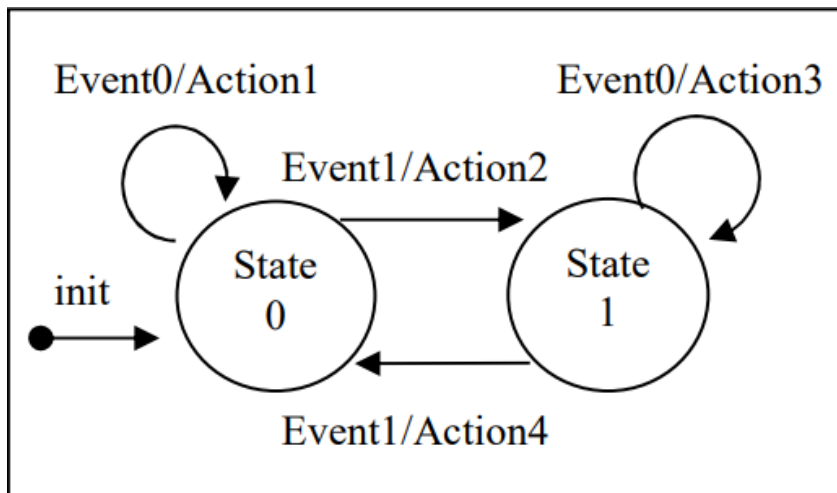 Event0/Action1
Event0/Action3
Event1/Action2
State
0
State
1
init
Event1/Action4